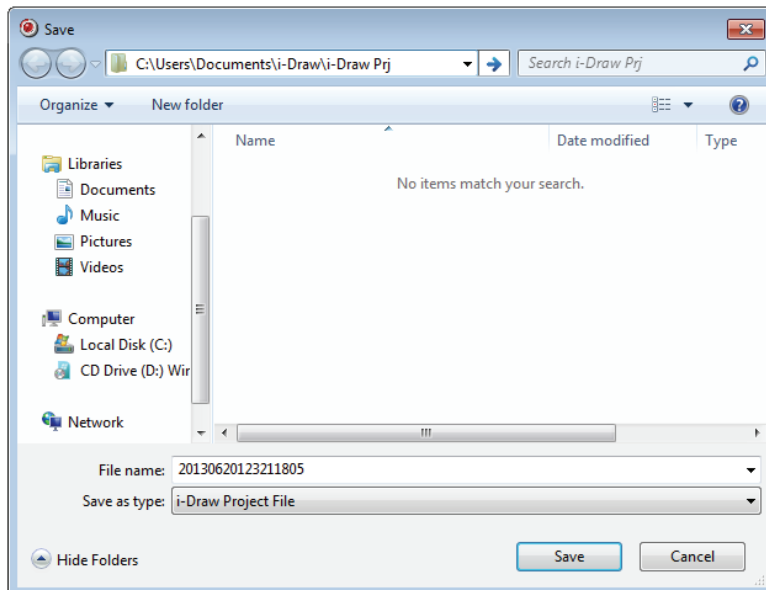 Save
C:\Users\Documents\i-Draw\i-Draw Prj
Search i-Draw Prj
Organize
New folder
Name
Date modified
Type
No items match your search.
Libraries
Documents
Music
Pictures
Videos
Computer
Local Disk (C:)
CD Drive (D:) Wir
Network
File name: 20130620123211805
Save as type: i-Draw Project File
Hide Folders
Save
Cancel